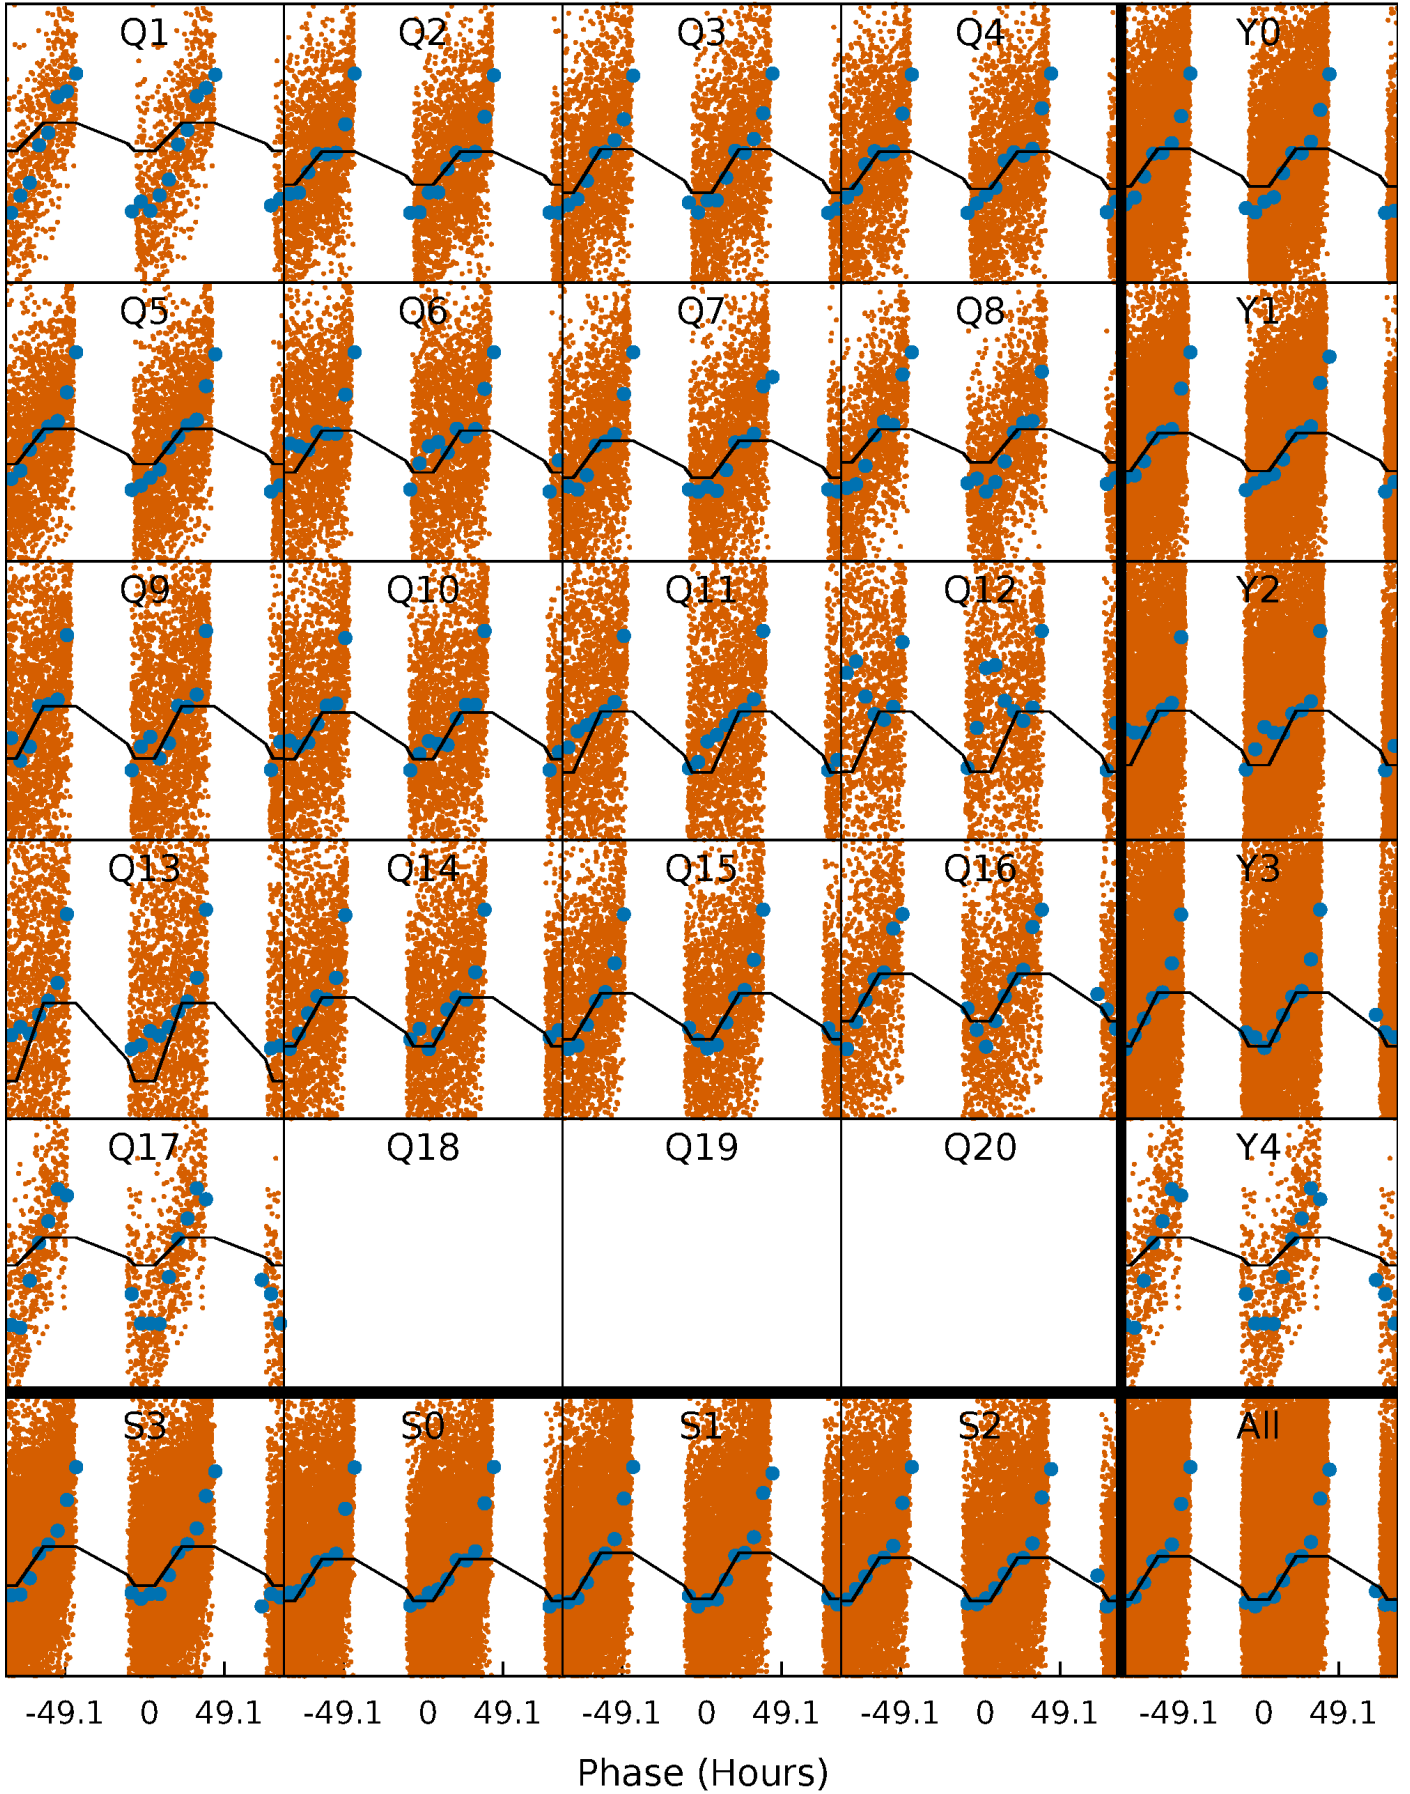 Q1 Q2 Q3 Q4 Y0
Q5 Q6 Q7 Q8 Y1
Q9 Q10 Q11 Q12 Y2
Q13 Q14 Q15 Q16 Y3
Q17 Q18 Q19 Q20 Y4
S3 S0 S1 S2 All
-49.1 0 49.1 -49.1 0 49.1 -49.1 0 49.1 -49.1 0 49.1 -49.1 0 49.1
Phase (Hours)